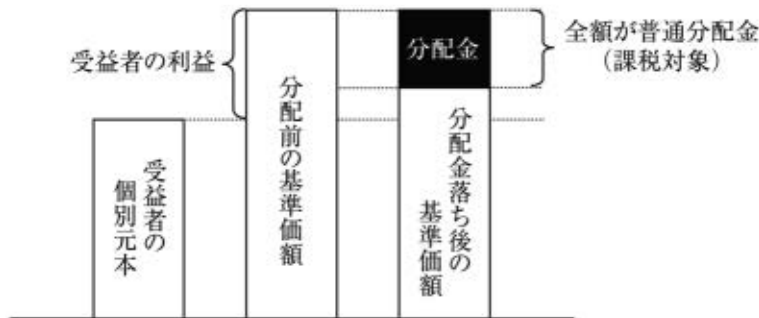 受益者の利益
受益者の
個別元本
分配前の基準価額
分配金
分配金落ち後の
基準価額
全額が普通分配金
（課税対象）